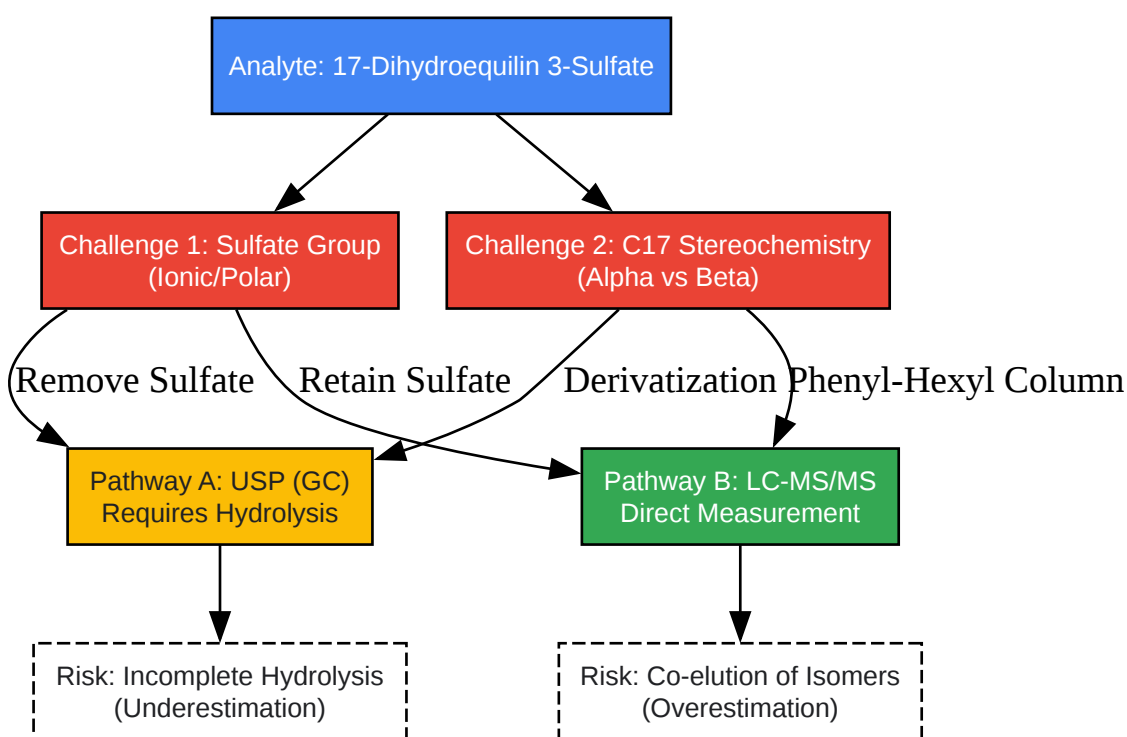 Analyte: 17-Dihydroequilin 3-Sulfate
Challenge 1: Sulfate Group
(Ionic/Polar)
Challenge 2: C17 Stereochemistry
(Alpha vs Beta)
Remove Sulfate
Retain Sulfate
Derivatization
Phenyl-Hexyl Column
Pathway A: USP (GC)
Requires Hydrolysis
Pathway B: LC-MS/MS
Direct Measurement
Risk: Incomplete Hydrolysis
(Underestimation)
Risk: Co-elution of Isomers
(Overestimation)